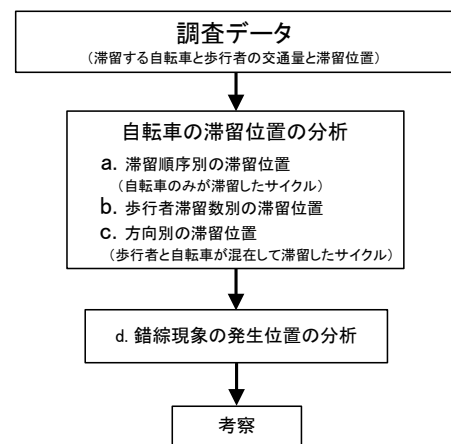 調査データ
（滞留する自転車と歩行者の交通量と滞留位置）
自転車の滞留位置の分析
a. 滞留順序別の滞留位置
（自転車のみが滞留したサイクル）
b. 歩行者滞留数別の滞留位置
c. 方向別の滞留位置
（歩行者と自転車が混在して滞留したサイクル）
d. 錯綜現象の発生位置の分析
考察